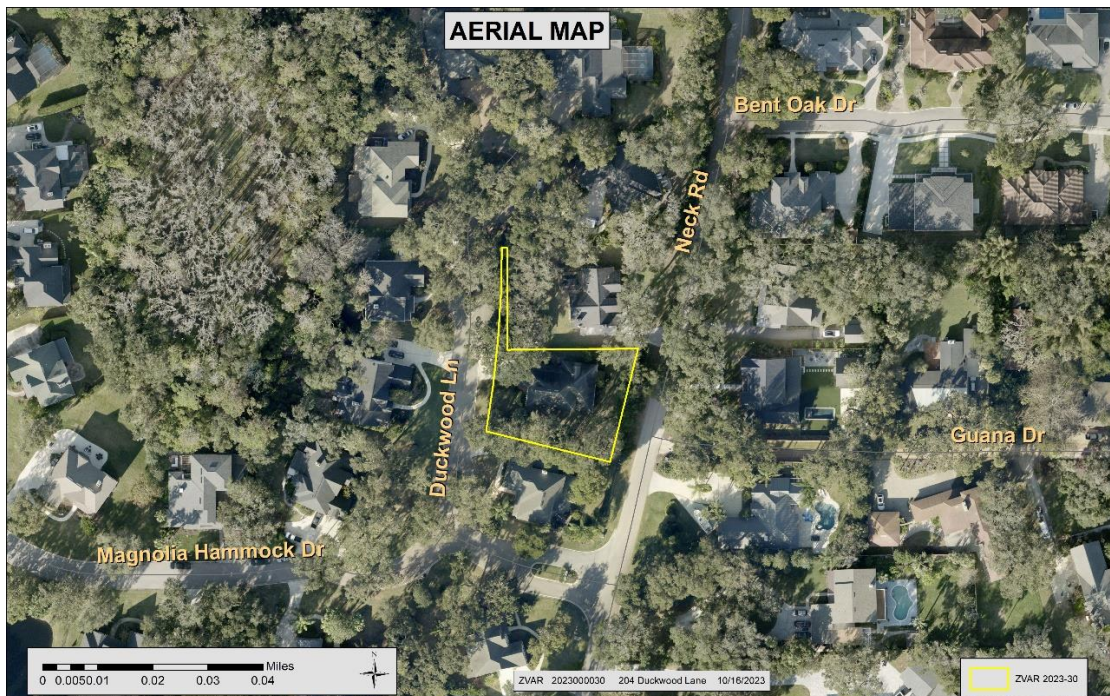 AERIAL MAP
Bent Oak Dr
Neck Rd
Duckwood Ln
Guana Dr
Magnolia Hammock Dr
Miles
0 0.0050.01 0.02 0.03 0.04
ZVAR 2023000030 204 Duckwood Lane 10/16/2023
ZVAR 2023-30